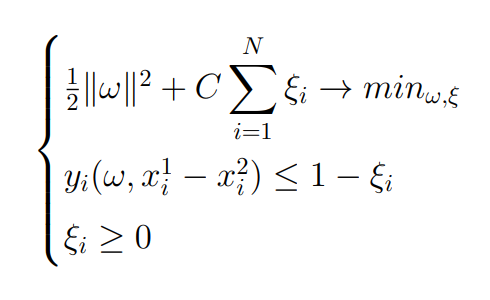 ½‖ω‖² + C ∑_{i=1}^{N} ξ_i → min_{ω,ξ}
y_i(ω, x_i^1 − x_i^2) ≤ 1 − ξ_i
ξ_i ≥ 0